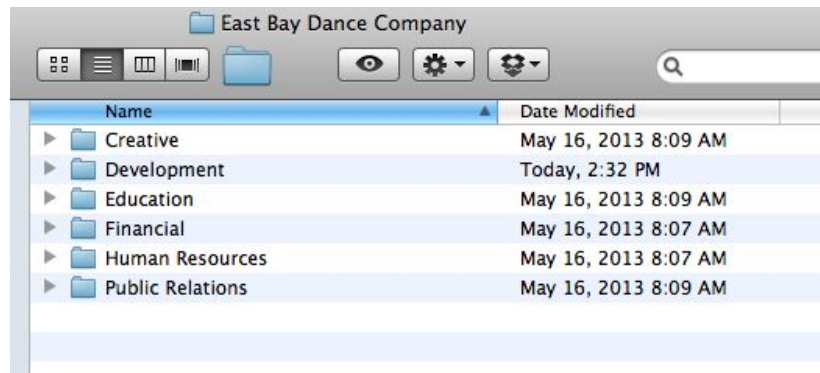 East Bay Dance Company
Name Date Modified
Creative May 16, 2013 8:09 AM
Development Today, 2:32 PM
Education May 16, 2013 8:09 AM
Financial May 16, 2013 8:07 AM
Human Resources May 16, 2013 8:07 AM
Public Relations May 16, 2013 8:09 AM